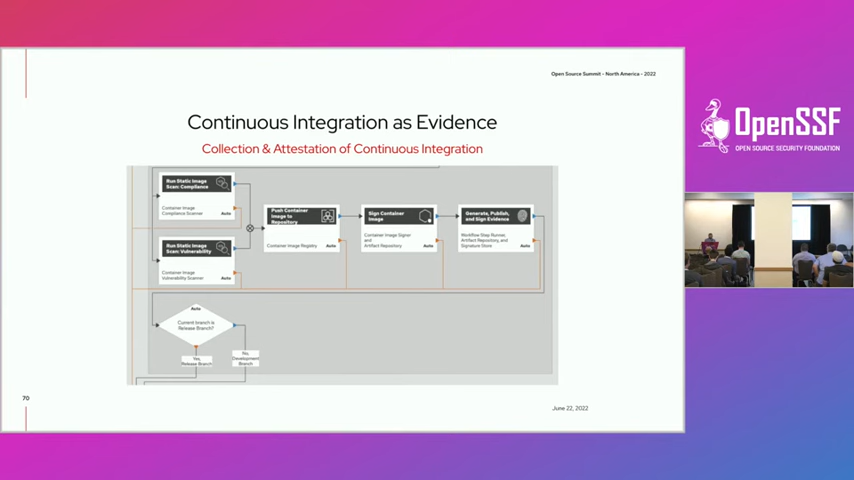 Open Source Summit - North America - 2022
Continuous Integration as Evidence
Collection & Attestation of Continuous Integration
Run Static Image
Scan: Compliance
Container Image
Compliance Scanner
Auto
Run Static Image
Scan: Vulnerability
Container Image
Vulnerability Scanner
Auto
Push Container
Image to
Repository
Container Image Registry
Auto
Sign Container
Image
Container Image Signer
and
Artifact Repository
Auto
Generate, Publish,
and Sign Evidence
Workflow Step Runner,
Artifact Repository, and
Signature Store
Auto
Auto
Current branch is
Release Branch?
Yes,
Release Branch
No,
Development
Branch
70
June 22, 2022
OpenSSF
OPEN SOURCE SECURITY FOUNDATION